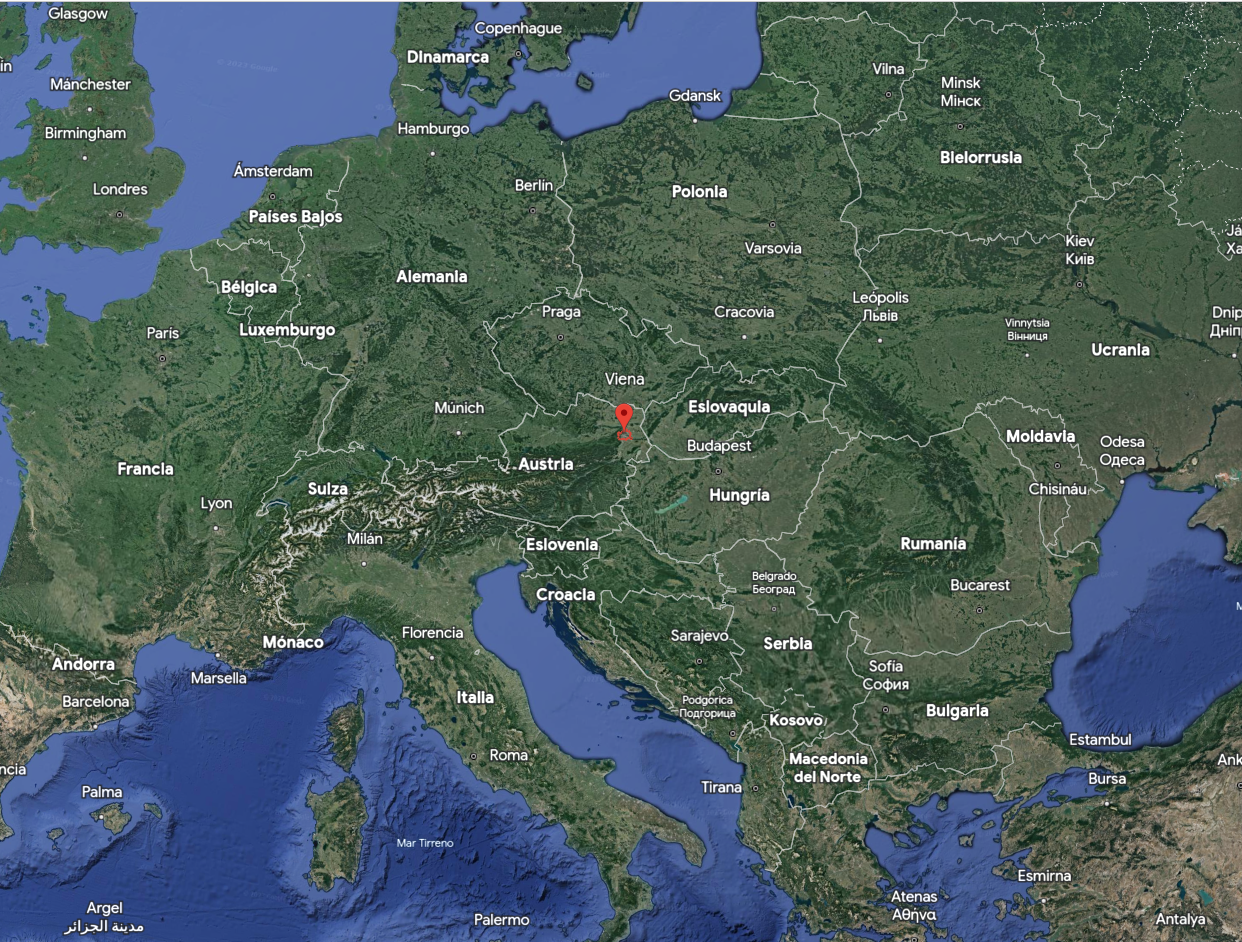 Glasgow
Copenhague
DInamarca
in
Mánchester
Gdansk
Vilna
Minsk
Мінск
Birmingham
Hamburgo
Bielorrusia
Ámsterdam
Londres
Berlín
Polonia
Países Bajos
Varsovia
Kiev
Київ
Já
Ха
Bélgica
Alemania
Leópolis
Львів
París
Luxemburgo
Praga
Cracovia
Vinnytsia
Вінниця
Dnip
Дніп
Ucrania
Viena
Múnich
Eslovaquia
Moldavia
Odesa
Одеса
Budapest
Francia
Austria
Suiza
Lyon
Hungría
Chisináu
Milán
Eslovenia
Rumanía
Belgrado
Београд
Bucarest
Croacia
Florencia
Mónaco
Sarajevo
Serbia
Andorra
Marsella
Sofía
София
Barcelona
Italia
Podgorica
Подгорица
Kosovo
Bulgaria
Estambul
Roma
Macedonia
del Norte
ncia
Ank
Palma
Tirana
Bursa
Mar Tirreno
Esmirna
Argel
مدينة الجزائر
Palermo
Atenas
Αθήνα
Antalya